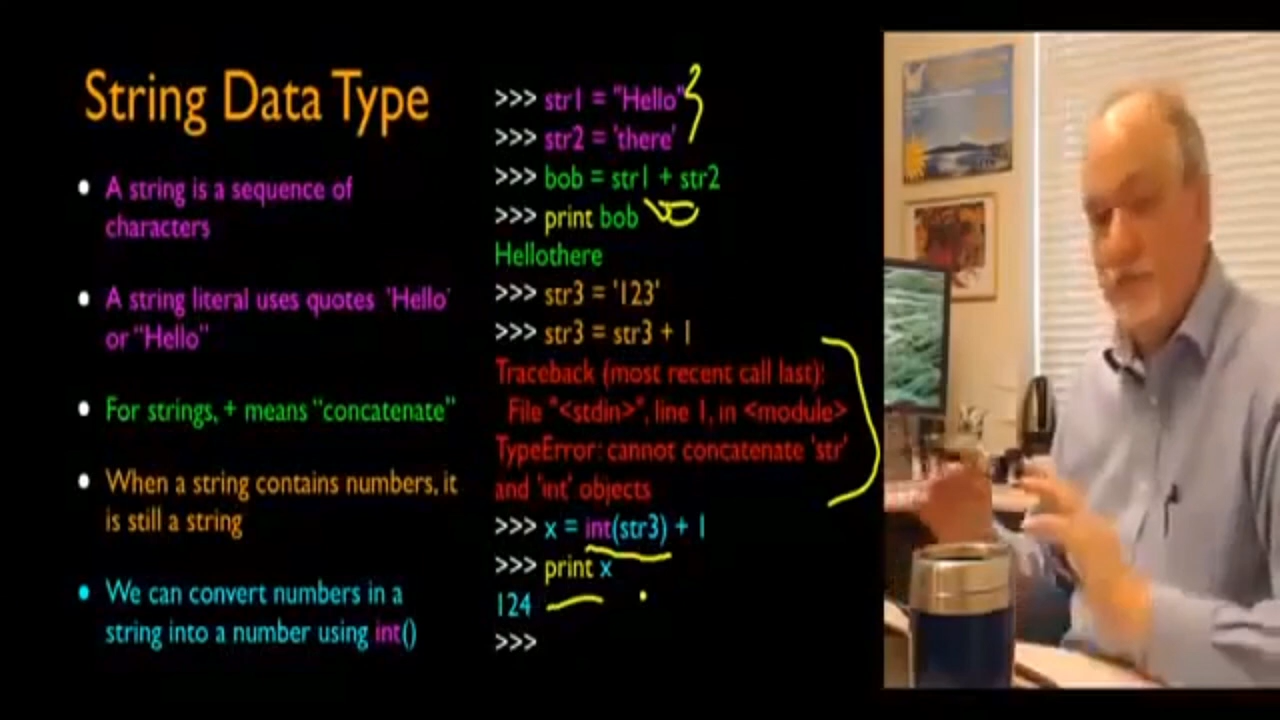 String Data Type
• A string is a sequence of
characters
• A string literal uses quotes 'Hello'
or "Hello"
• For strings, + means "concatenate"
• When a string contains numbers, it
is still a string
• We can convert numbers in a
string into a number using int()
>>> str1 = "Hello"
>>> str2 = 'there'
>>> bob = str1 + str2
>>> print bob
Hellothere
>>> str3 = '123'
>>> str3 = str3 + 1
Traceback (most recent call last):
File "<stdin>", line 1, in <module>
TypeError: cannot concatenate 'str'
and 'int' objects
>>> x = int(str3) + 1
>>> print x
124
>>>